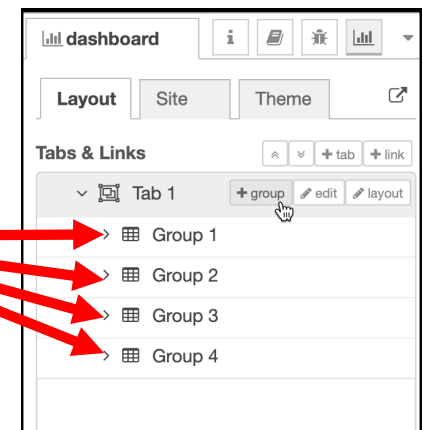 dashboard i
Layout Site Theme
Tabs & Links + tab + link
Tab 1 + group edit layout
Group 1
Group 2
Group 3
Group 4